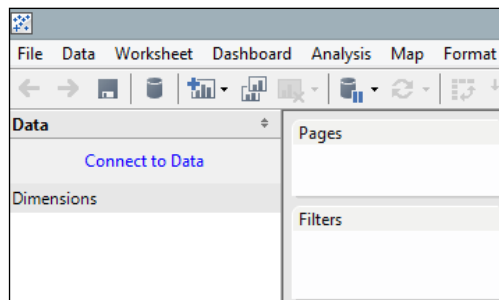 File Data Worksheet Dashboard Analysis Map Format
Data
Connect to Data
Dimensions
Pages
Filters